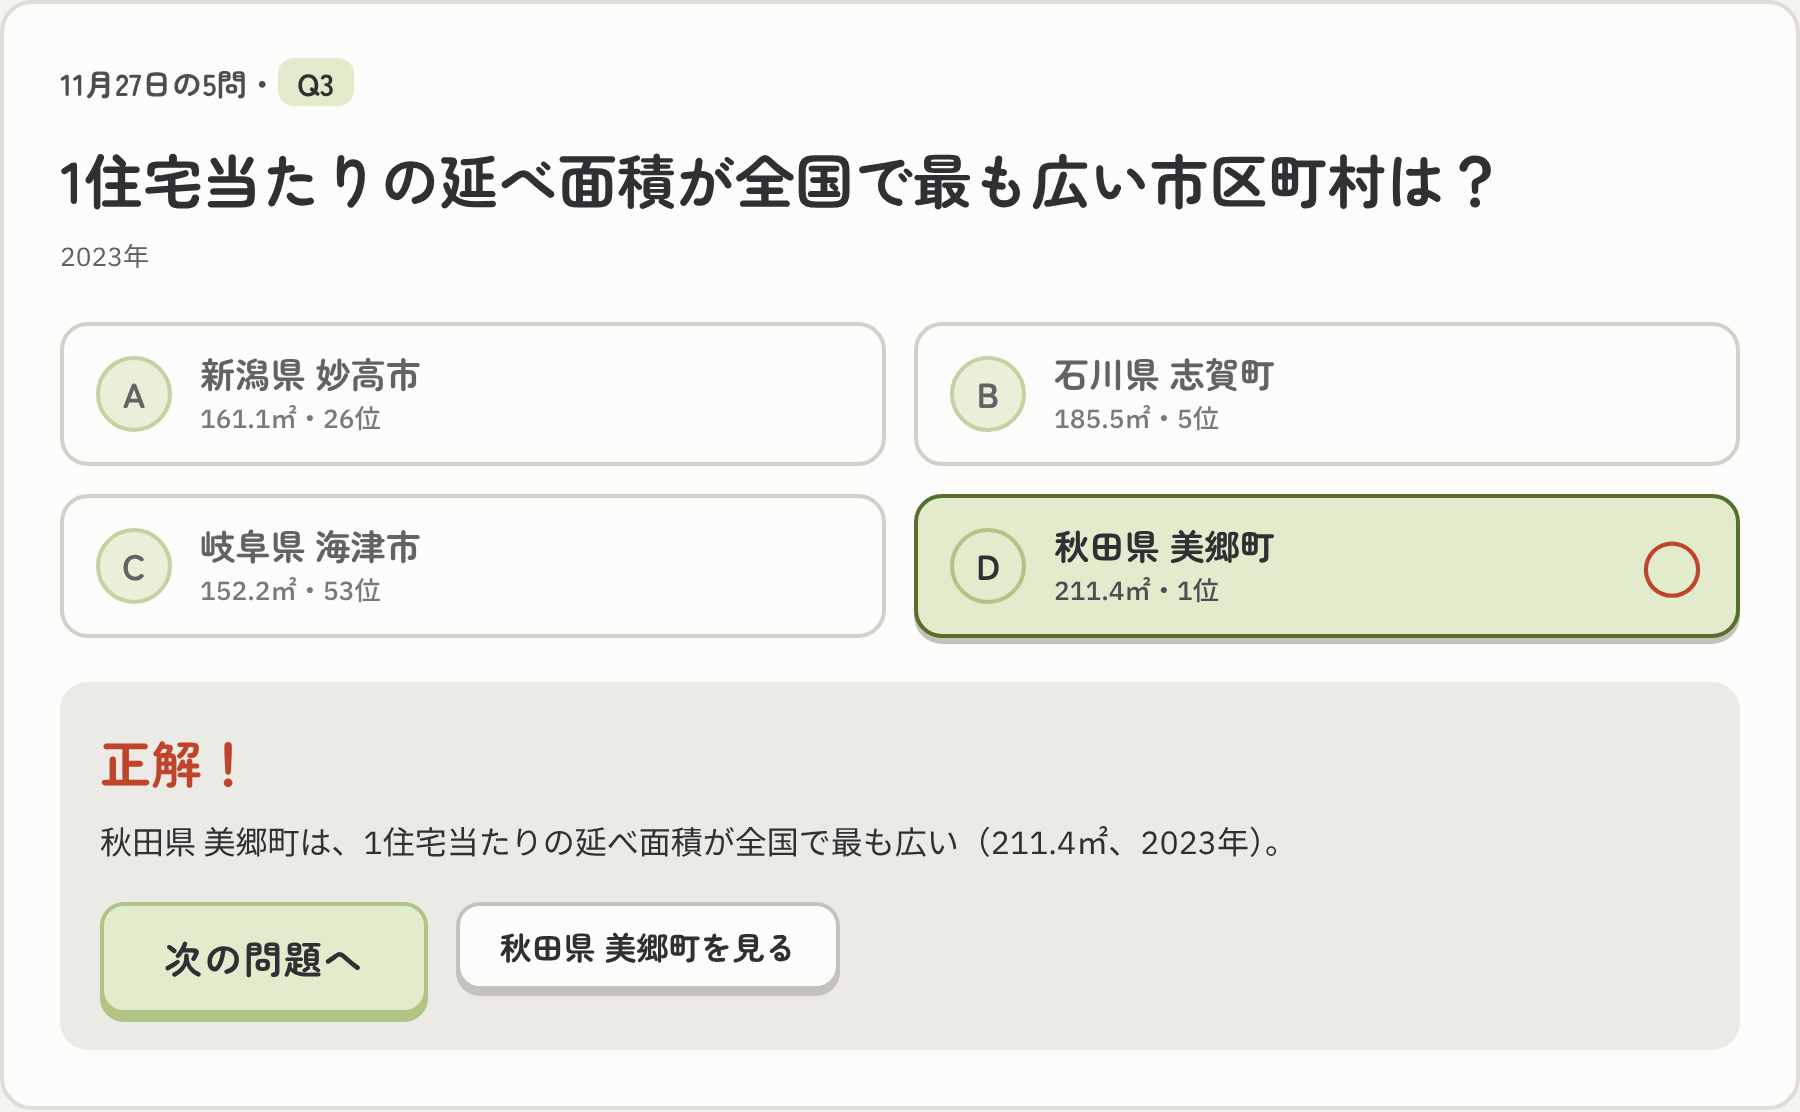 11月27日の5問・ Q3
1住宅当たりの延べ面積が全国で最も広い市区町村は？
2023年
A 新潟県 妙高市
161.1㎡・26位
B 石川県 志賀町
185.5㎡・5位
C 岐阜県 海津市
152.2㎡・53位
D 秋田県 美郷町
211.4㎡・1位
正解！
秋田県 美郷町は、1住宅当たりの延べ面積が全国で最も広い（211.4㎡、2023年）。
次の問題へ
秋田県 美郷町を見る